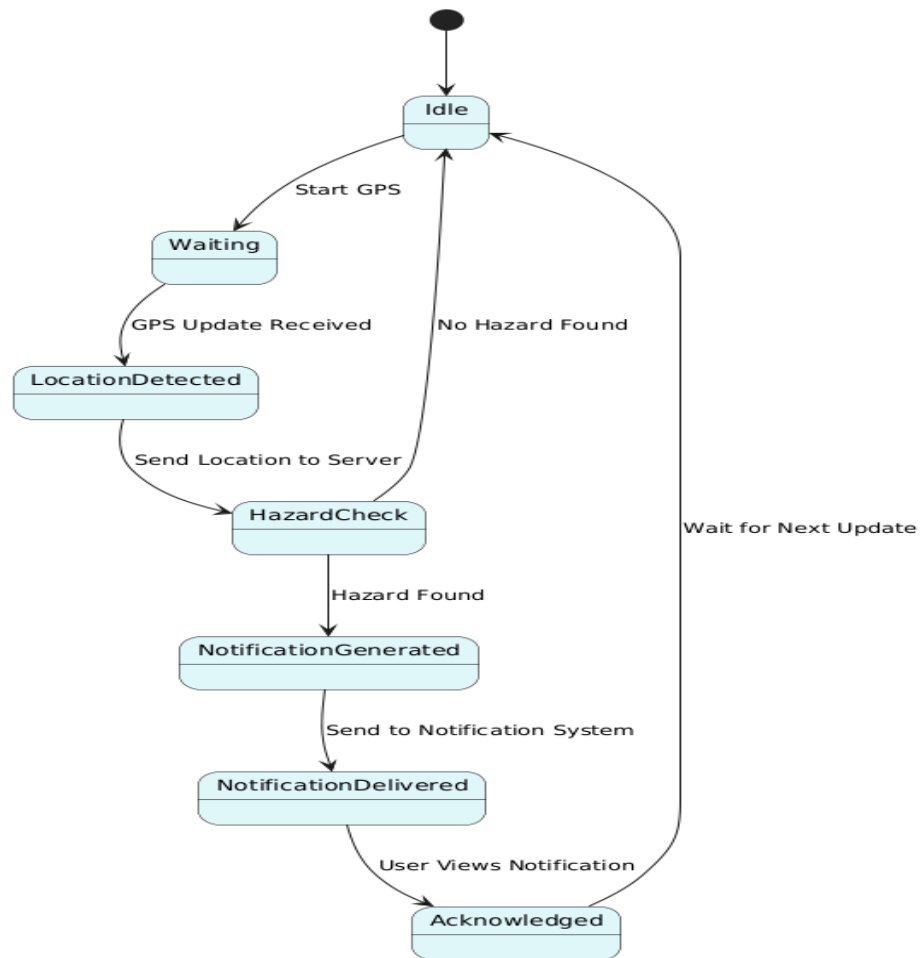 Idle
Start GPS
Waiting
GPS Update Received
No Hazard Found
LocationDetected
Send Location to Server
HazardCheck
Wait for Next Update
Hazard Found
NotificationGenerated
Send to Notification System
NotificationDelivered
User Views Notification
Acknowledged